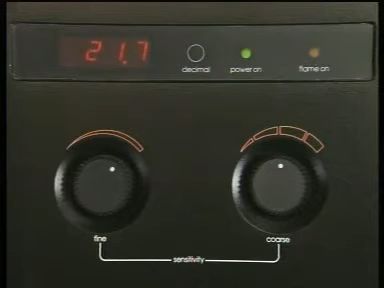 21.7
decimal power on flame on
fine coarse
sensitivity